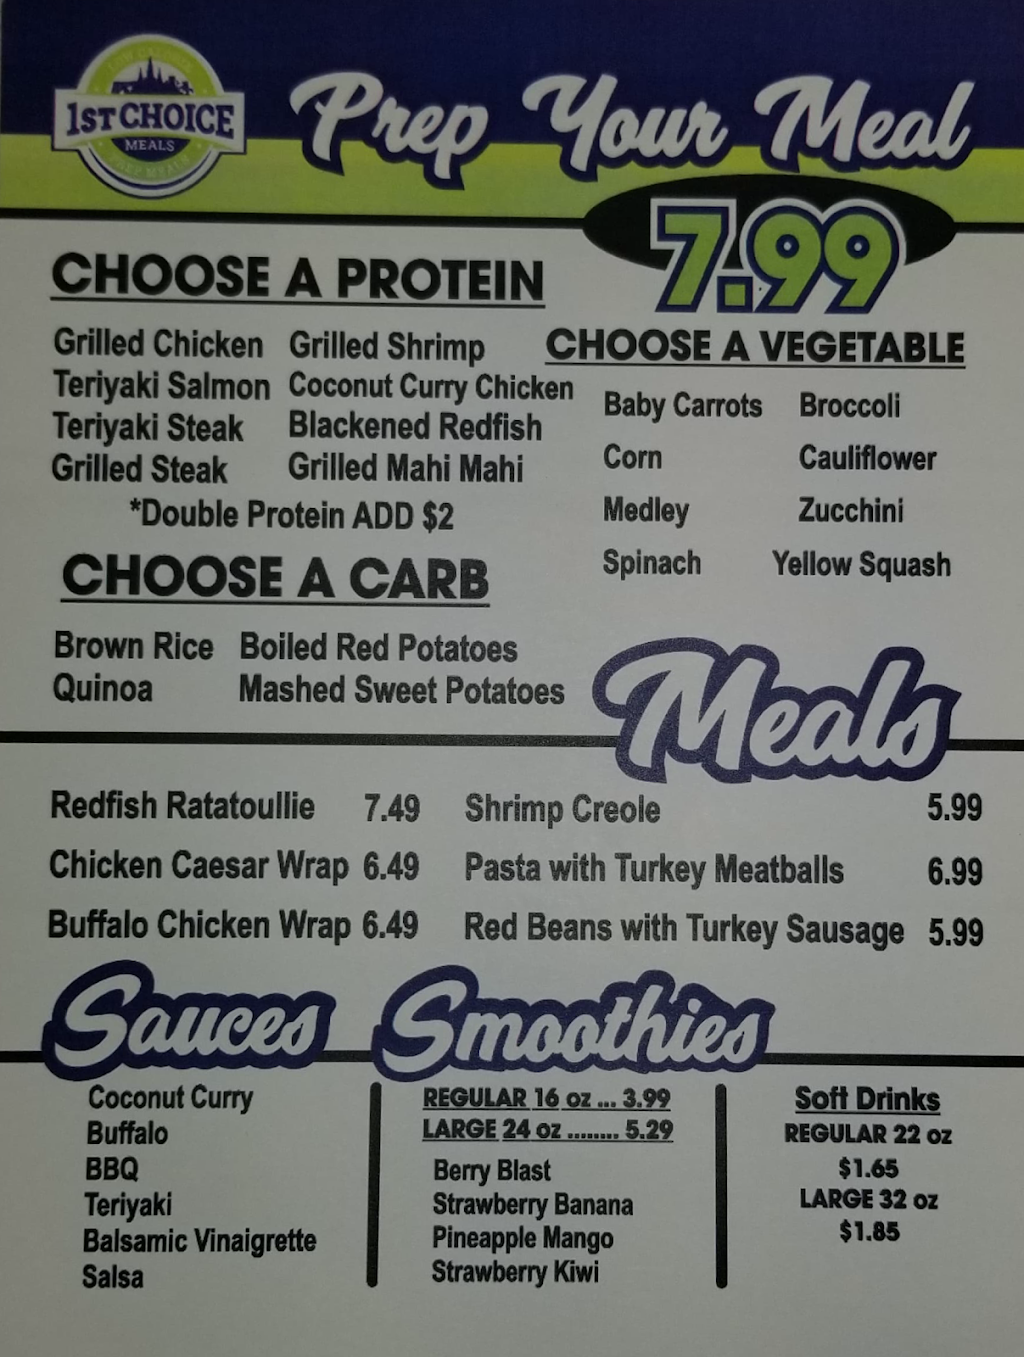 LOW CALORIE
1ST CHOICE
MEALS
PREP MEALS
Prep Your Meal
7.99
CHOOSE A PROTEIN
Grilled Chicken Grilled Shrimp
Teriyaki Salmon Coconut Curry Chicken
Teriyaki Steak Blackened Redfish
Grilled Steak Grilled Mahi Mahi
*Double Protein ADD $2
CHOOSE A VEGETABLE
Baby Carrots Broccoli
Corn Cauliflower
Medley Zucchini
Spinach Yellow Squash
CHOOSE A CARB
Brown Rice Boiled Red Potatoes
Quinoa Mashed Sweet Potatoes
Meals
Redfish Ratatoullie 7.49 Shrimp Creole 5.99
Chicken Caesar Wrap 6.49 Pasta with Turkey Meatballs 6.99
Buffalo Chicken Wrap 6.49 Red Beans with Turkey Sausage 5.99
Sauces
Coconut Curry
Buffalo
BBQ
Teriyaki
Balsamic Vinaigrette
Salsa
Smoothies
REGULAR 16 oz ... 3.99
LARGE 24 oz ........ 5.29
Berry Blast
Strawberry Banana
Pineapple Mango
Strawberry Kiwi
Soft Drinks
REGULAR 22 oz
$1.65
LARGE 32 oz
$1.85